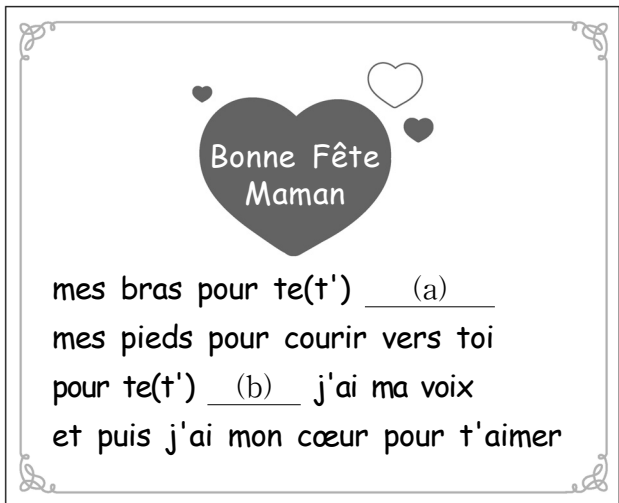 Bonne Fête
Maman
mes bras pour te(t') (a)
mes pieds pour courir vers toi
pour te(t') (b) j'ai ma voix
et puis j'ai mon cœur pour t'aimer